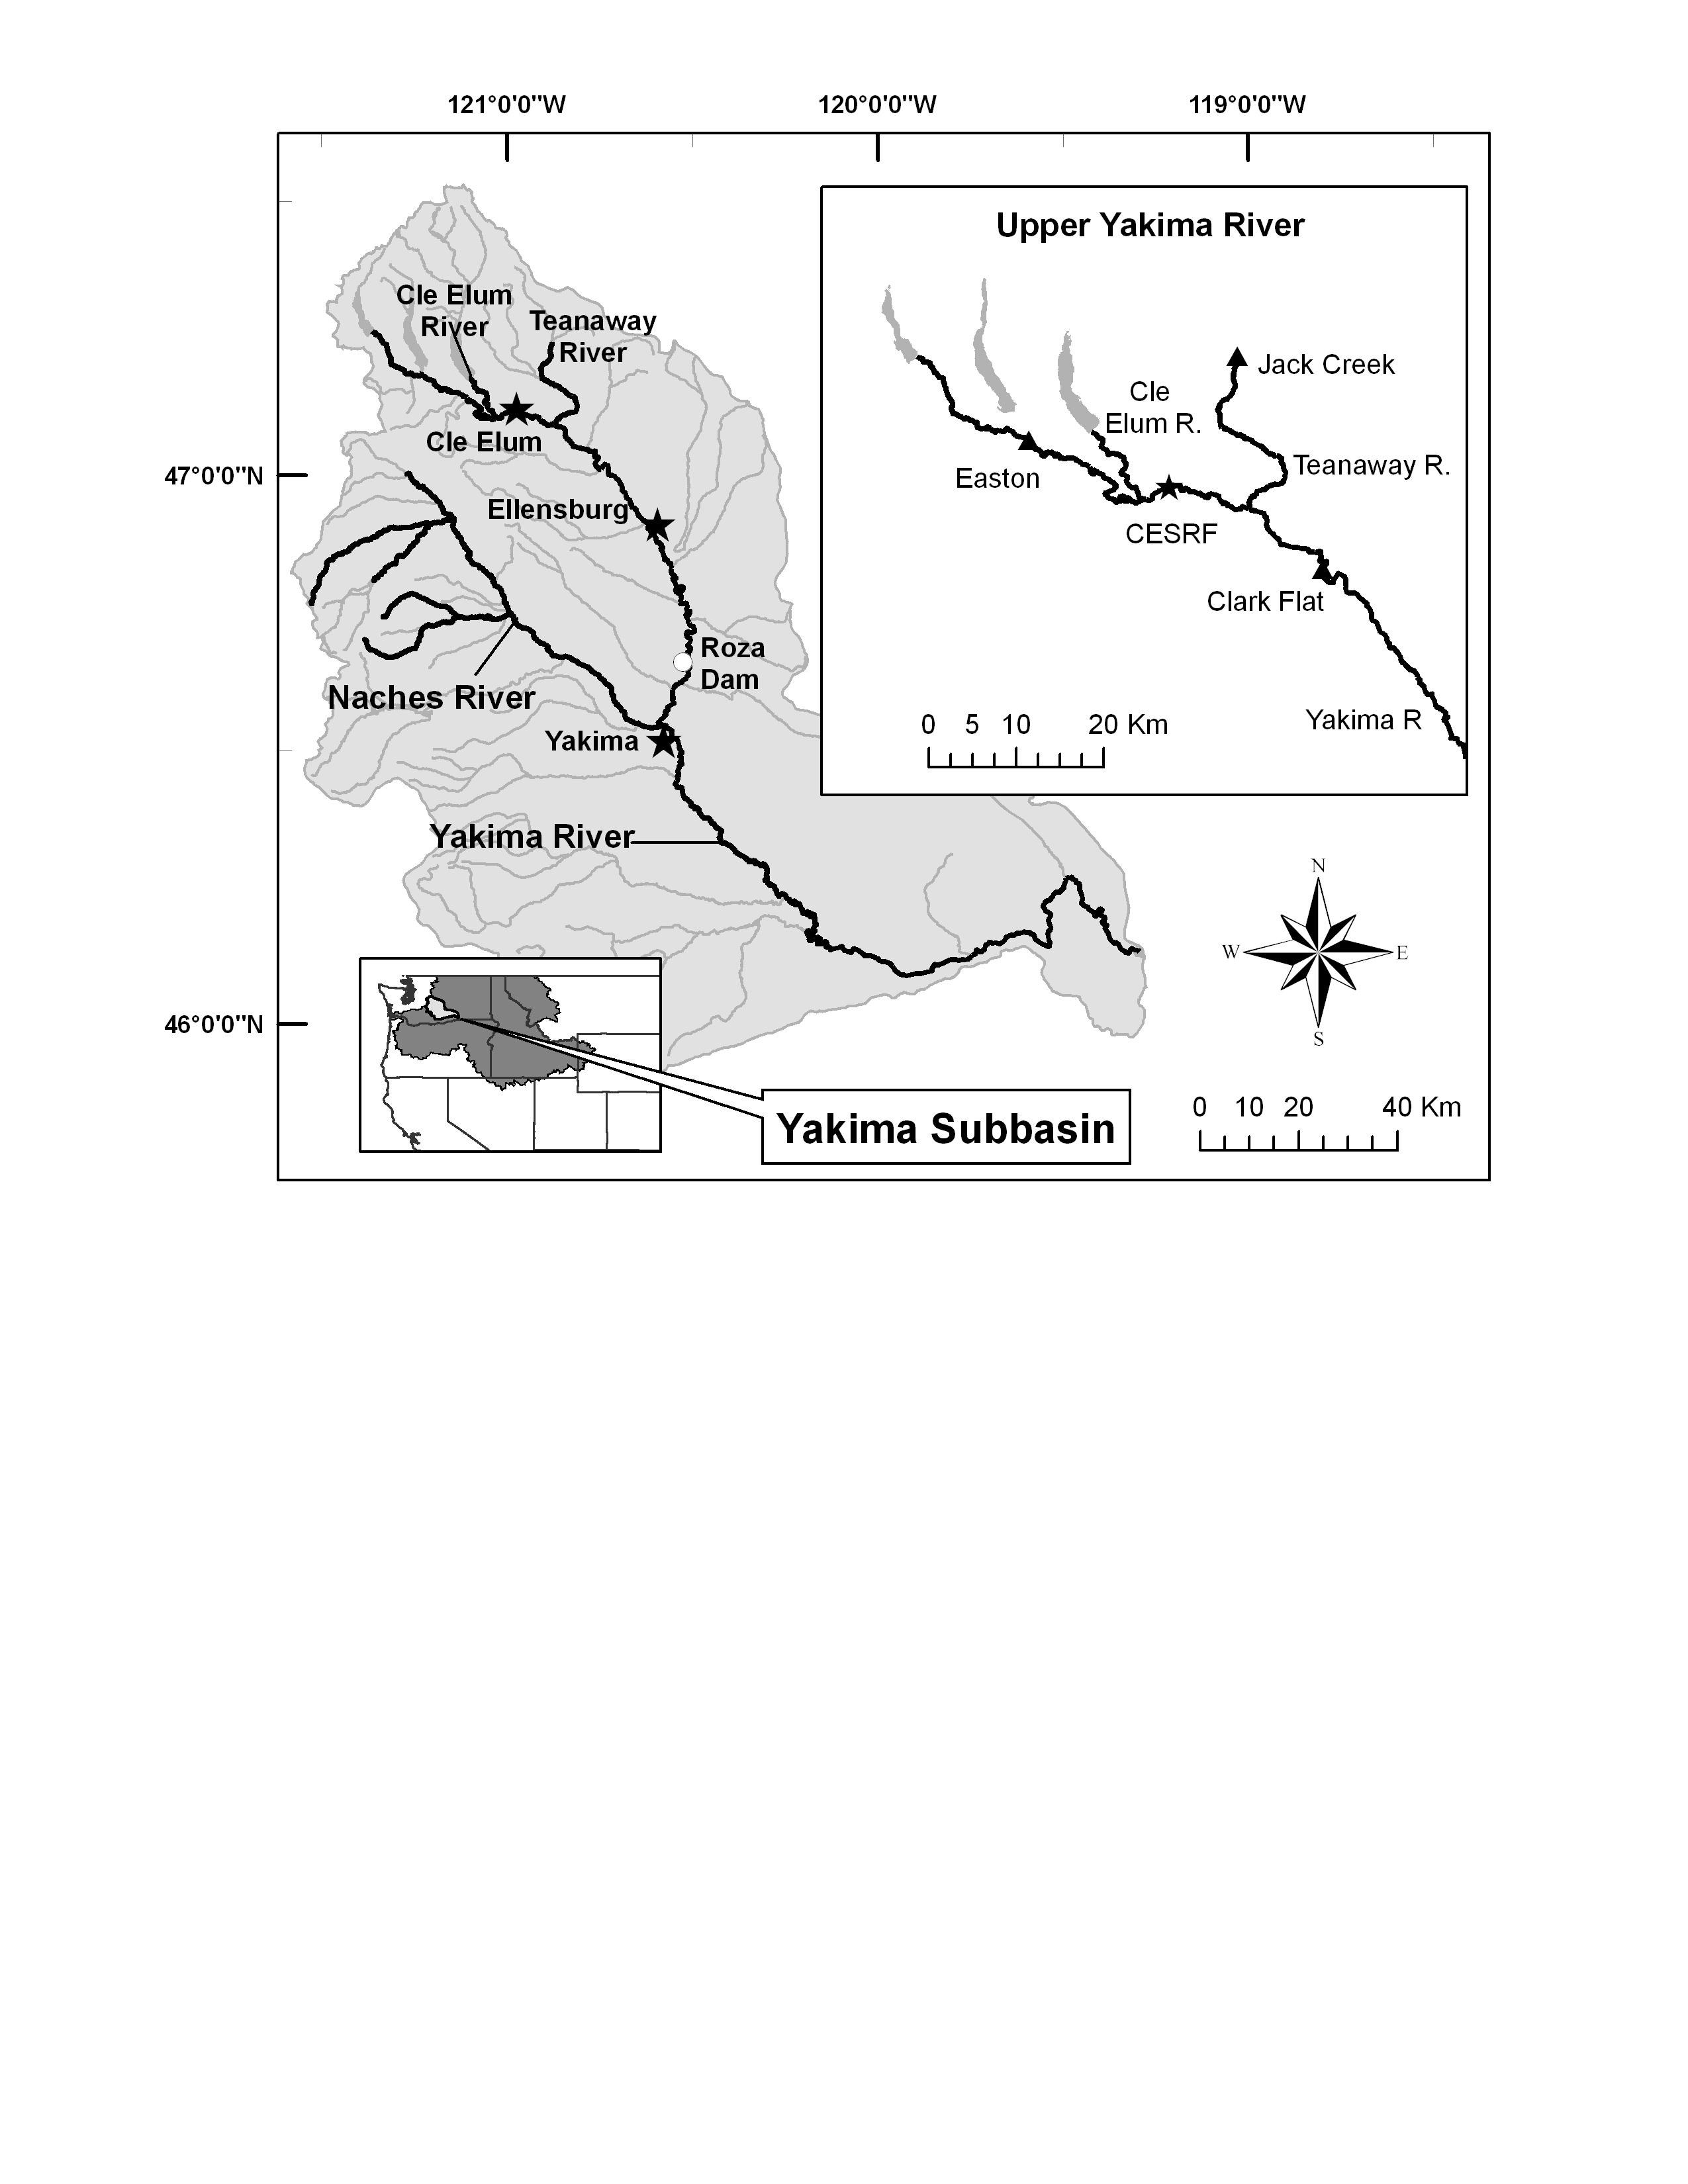 121°0'0"W
120°0'0"W
119°0'0"W
47°0'0"N
46°0'0"N
Cle Elum
River
Teanaway
River
Cle Elum
Ellensburg
Roza
Dam
Naches River
Yakima
Yakima River
Upper Yakima River
Jack Creek
Cle
Elum R.
Teanaway R.
Easton
CESRF
Clark Flat
Yakima R
0 5 10 20 Km
N
W E
S
Yakima Subbasin
0 10 20 40 Km